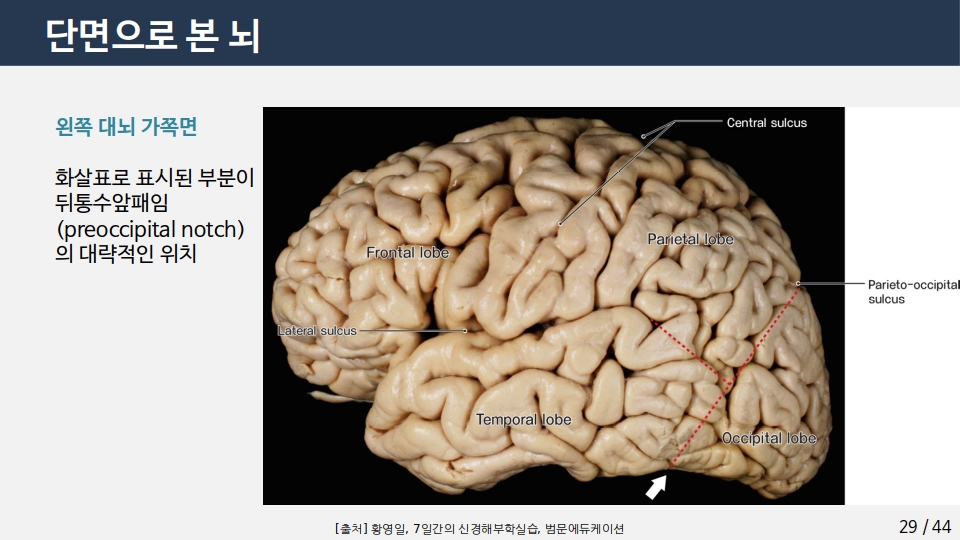 단면으로 본 뇌
왼쪽 대뇌 가쪽면
화살표로 표시된 부분이
뒤통수앞패임
(preoccipital notch)
의 대략적인 위치
Central sulcus
Parietal lobe
Frontal lobe
Parieto-occipital
sulcus
Lateral sulcus
Temporal lobe
Occipital lobe
[출처] 황영일, 7일간의 신경해부학실습, 범문에듀케이션
29 / 44